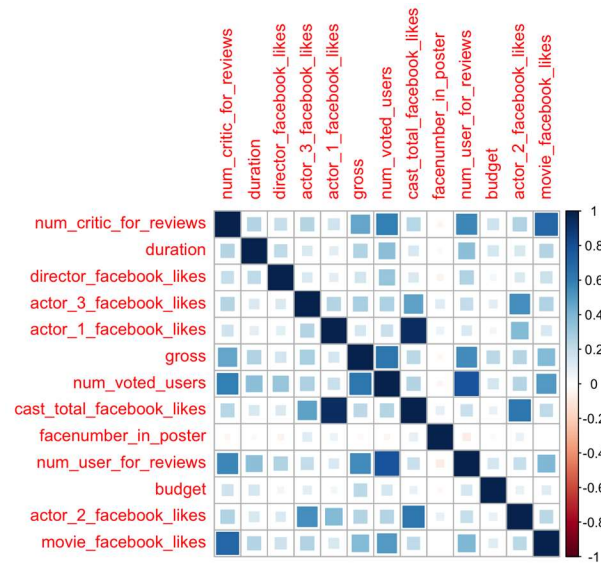 num_critic_for_reviews
duration
director_facebook_likes
actor_3_facebook_likes
actor_1_facebook_likes
gross
num_voted_users
cast_total_facebook_likes
facenumber_in_poster
num_user_for_reviews
budget
actor_2_facebook_likes
movie_facebook_likes
num_critic_for_reviews
duration
director_facebook_likes
actor_3_facebook_likes
actor_1_facebook_likes
gross
num_voted_users
cast_total_facebook_likes
facenumber_in_poster
num_user_for_reviews
budget
actor_2_facebook_likes
movie_facebook_likes
1
0.8
0.6
0.4
0.2
0
-0.2
-0.4
-0.6
-0.8
-1